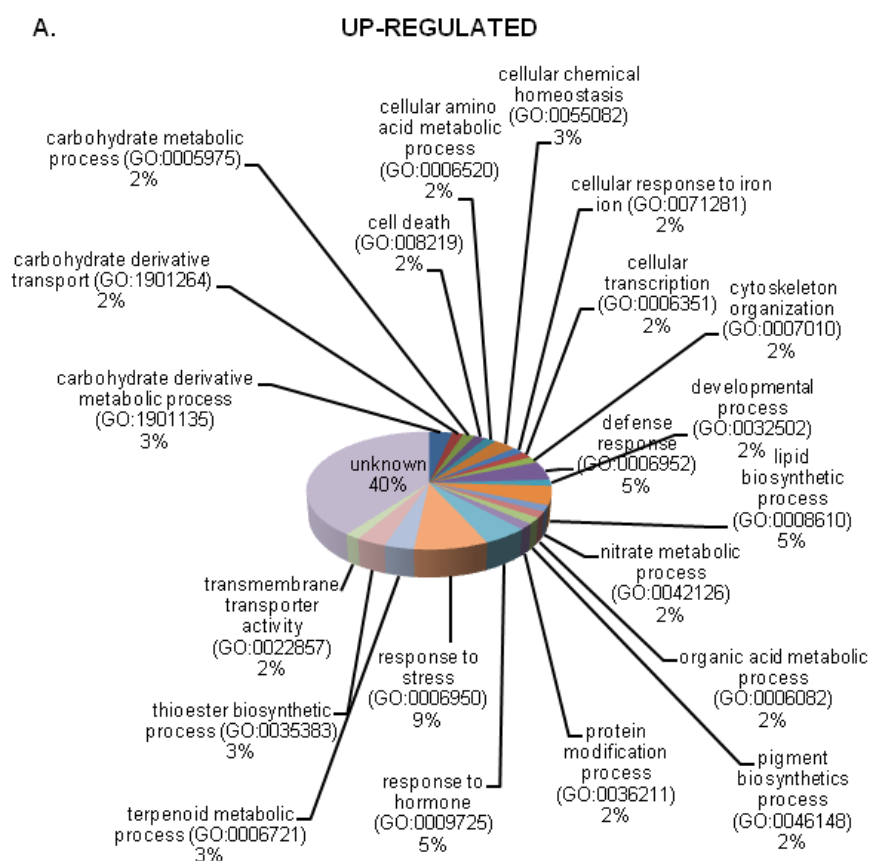 A.
UP-REGULATED
carbohydrate metabolic
process (GO:0005975)
2%
cellular amino
acid metabolic
process
(GO:0006520)
2%
cellular chemical
homeostasis
(GO:0055082)
3%
cellular response to iron
ion (GO:0071281)
2%
cell death
(GO:008219)
2%
carbohydrate derivative
transport (GO:1901264)
2%
cellular
transcription
(GO:0006351)
2%
cytoskeleton
organization
(GO:0007010)
2%
carbohydrate derivative
metabolic process
(GO:1901135)
3%
developmental
process
(GO:0032502)
2%
defense
response
(GO:0006952)
5%
lipid
biosynthetic
process
(GO:0008610)
5%
unknown
40%
nitrate metabolic
process
(GO:0042126)
2%
transmembrane
transporter
activity
(GO:0022857)
2%
response to
stress
(GO:0006950)
9%
organic acid metabolic
process
(GO:0006082)
2%
thioester biosynthetic
process (GO:0035383)
3%
protein
modification
process
(GO:0036211)
2%
pigment
biosynthetics
process
(GO:0046148)
2%
response to
hormone
(GO:0009725)
5%
terpenoid metabolic
process (GO:0006721)
3%